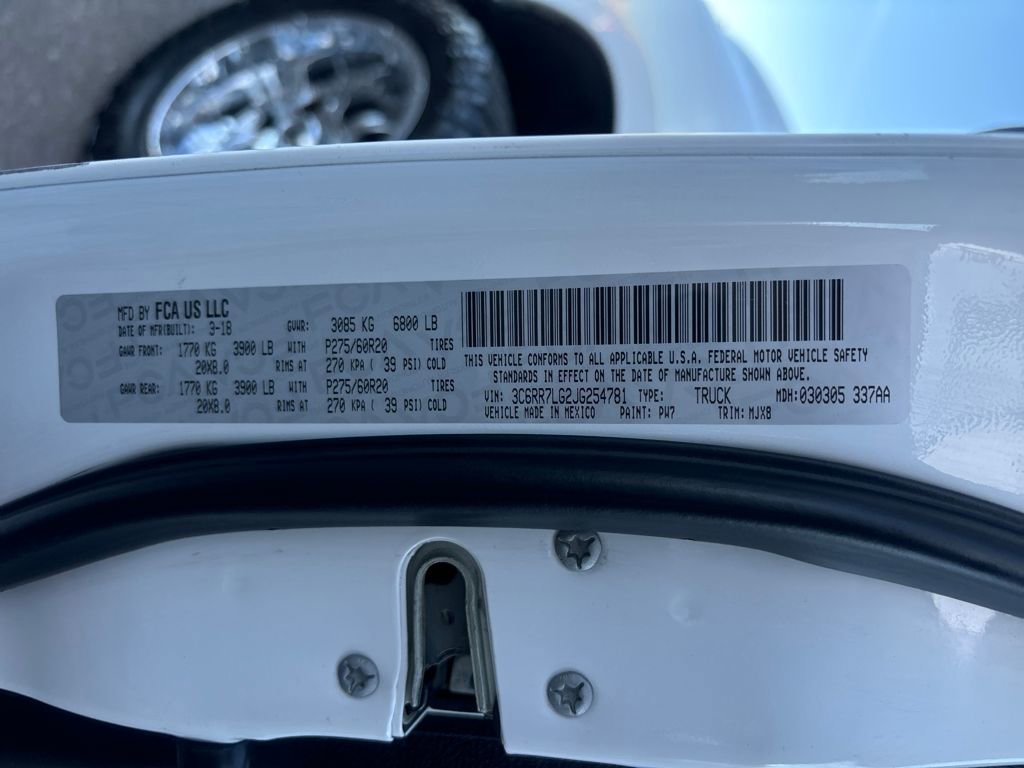 MFD BY FCA US LLC
DATE OF MFR(BUILT): 3-18 GVWR: 3085 KG 6800 LB
GAWR FRONT: 1770 KG 3900 LB WITH P275/60R20 TIRES
20X8.0 RIMS AT 270 KPA ( 39 PSI) COLD
GAWR REAR: 1770 KG 3900 LB WITH P275/60R20 TIRES
20X8.0 RIMS AT 270 KPA ( 39 PSI) COLD
THIS VEHICLE CONFORMS TO ALL APPLICABLE U.S.A. FEDERAL MOTOR VEHICLE SAFETY
STANDARDS IN EFFECT ON THE DATE OF MANUFACTURE SHOWN ABOVE.
VIN: 3C6RR7LG2JG254781 TYPE: TRUCK MDH:030305 337AA
VEHICLE MADE IN MEXICO PAINT: PW7 TRIM: MJX8